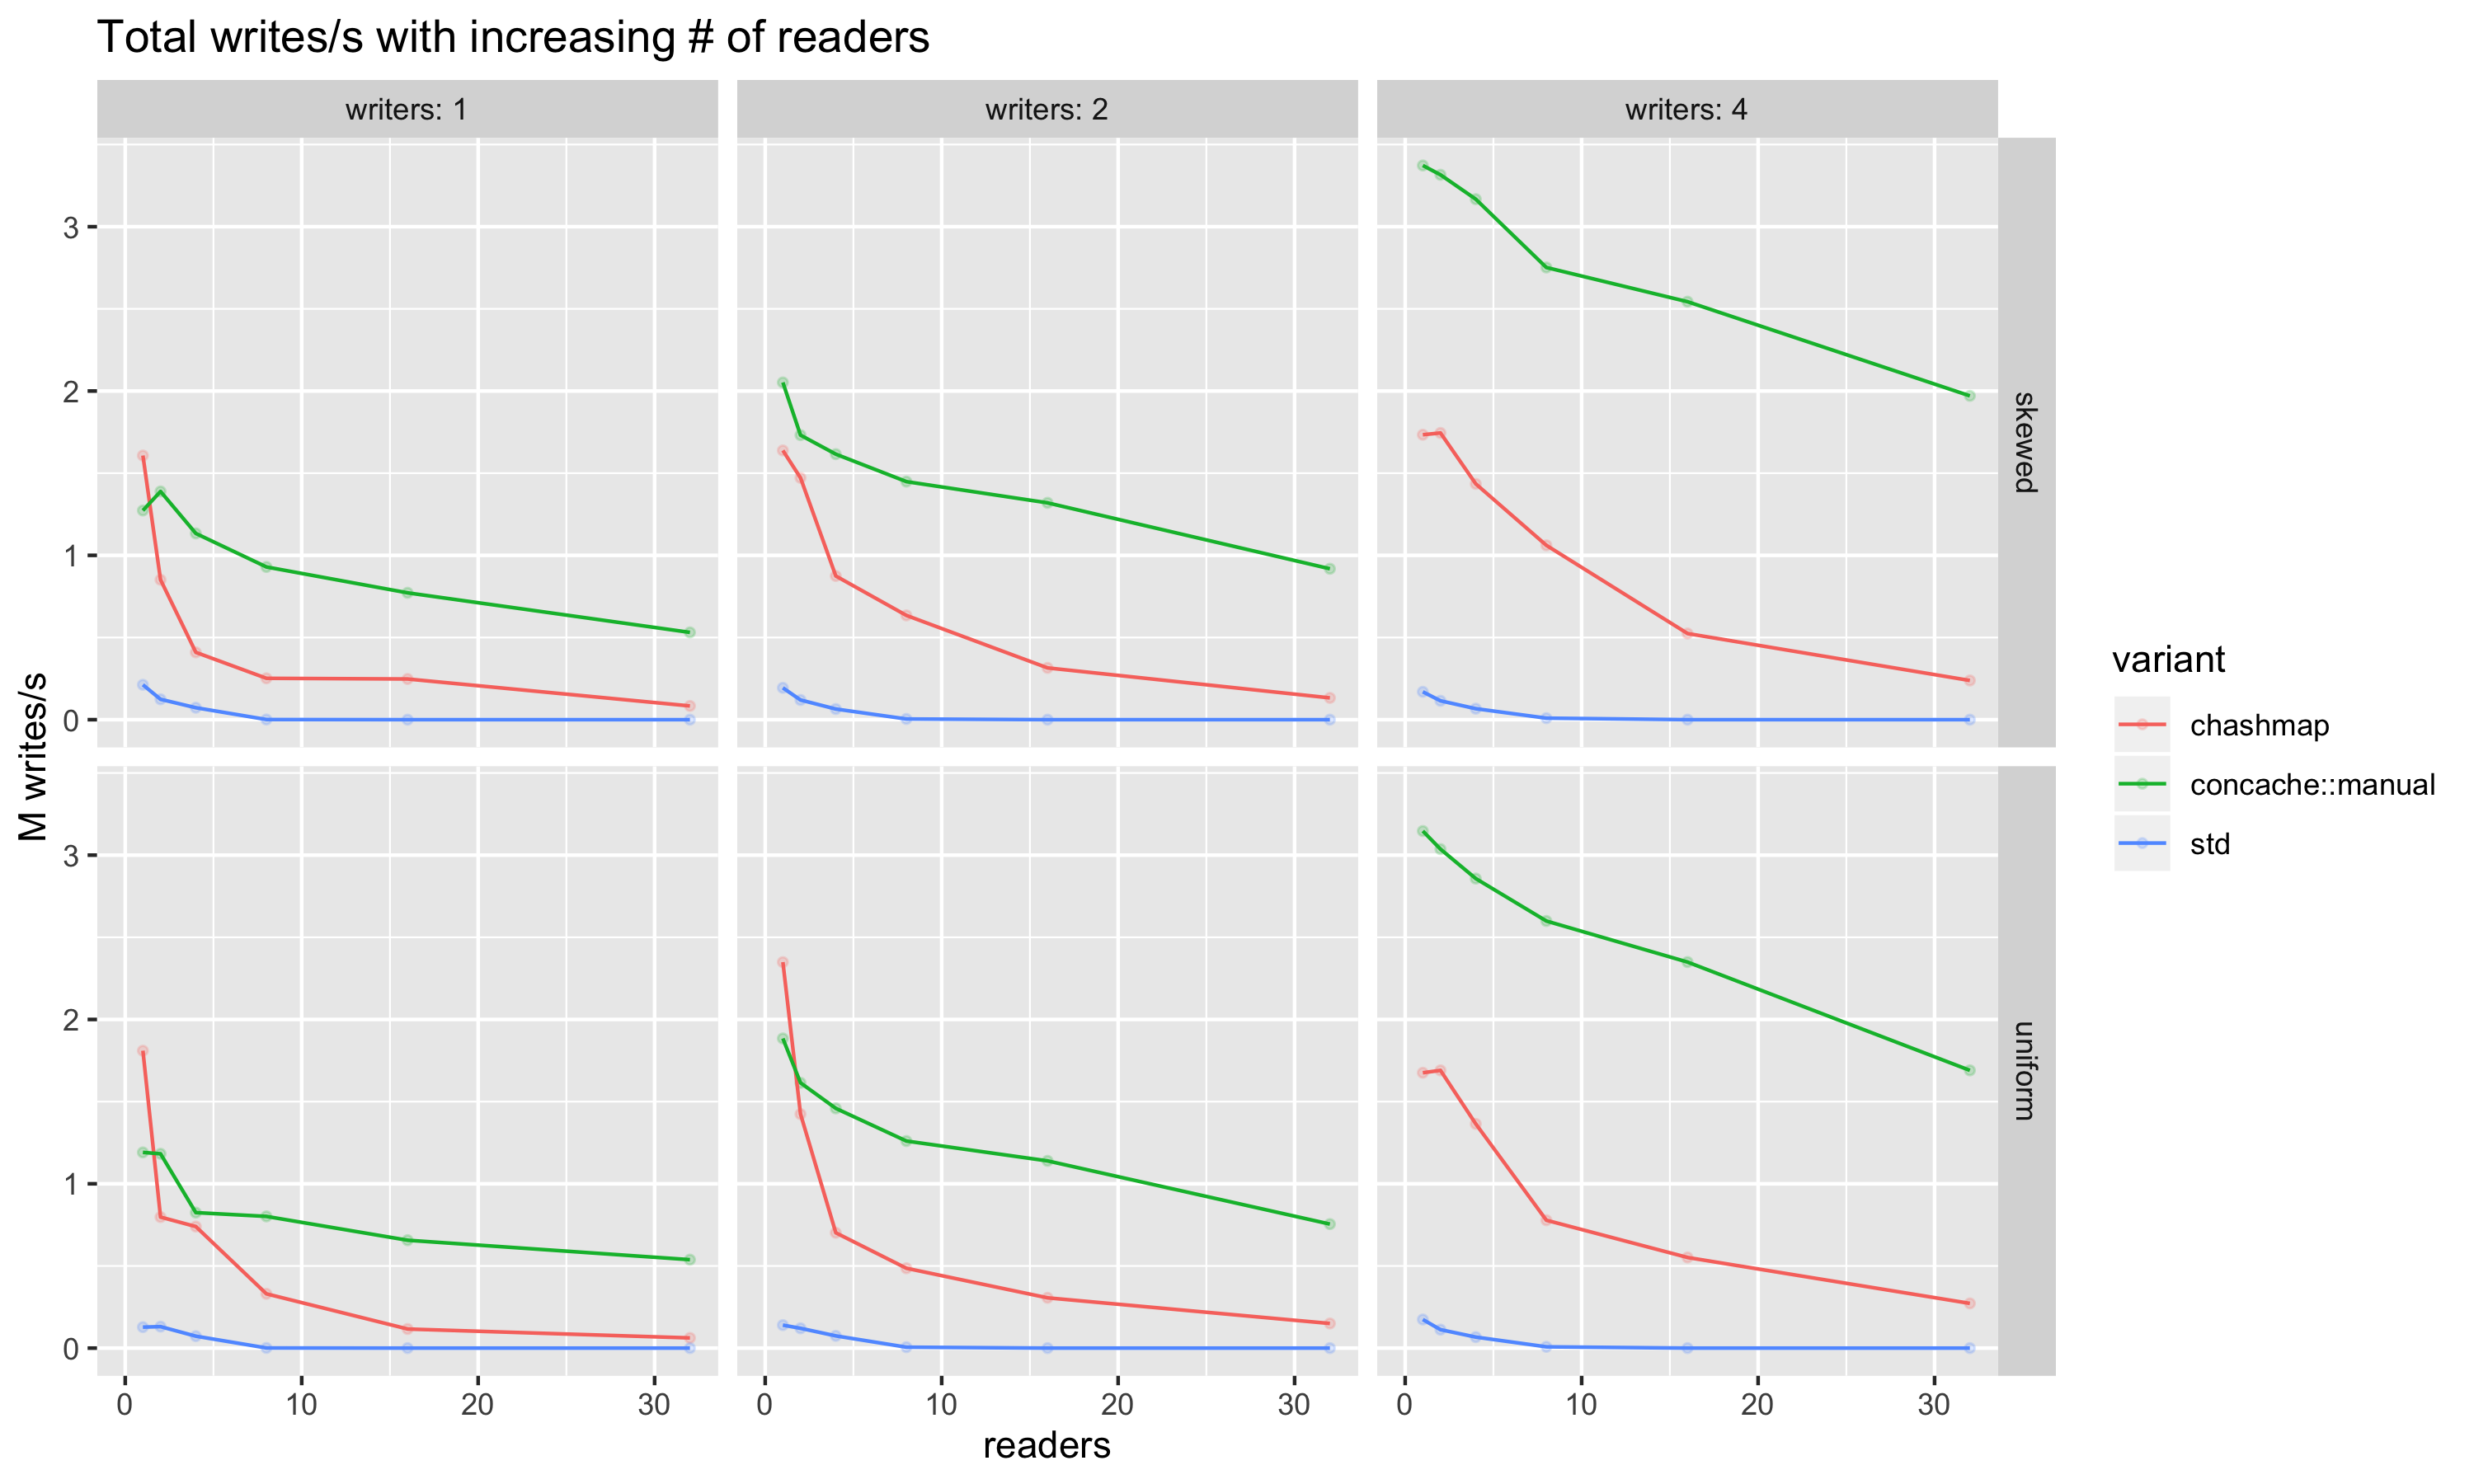 Total writes/s with increasing # of readers
writers: 1
writers: 2
writers: 4
3
2
1
0
skewed
3
2
1
0
uniform
M writes/s
0 10 20 30
0 10 20 30
0 10 20 30
readers
variant
chashmap
concache::manual
std